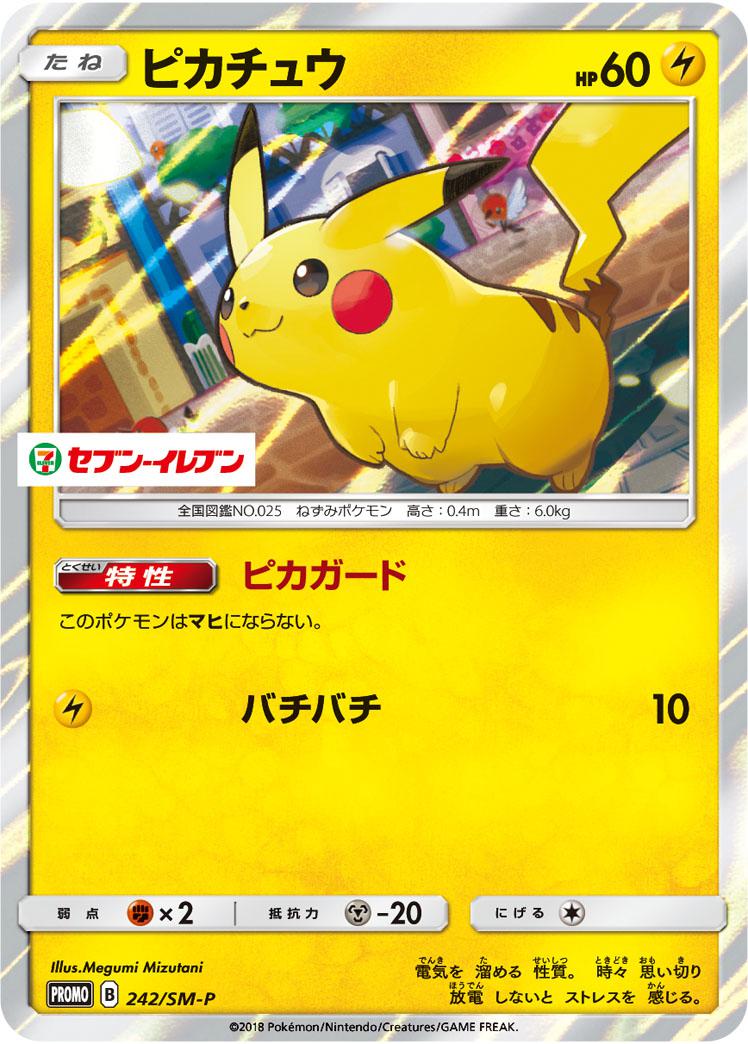 たね ピカチュウ HP60
7 ELEVEN セブン-イレブン
全国図鑑NO.025 ねずみポケモン 高さ:0.4m 重さ:6.0kg
とくせい
特性 ピカガード
このポケモンはマヒにならない。
バチバチ 10
弱点 ×2 抵抗力 -20 にげる
Illus.Megumi Mizutani
でんき た せいしつ ときどき おも き
電気を 溜める 性質。 時々 思い切り
ほうでん かん
放電 しないと ストレスを 感じる。
PROMO B 242/SM-P
©2018 Pokémon/Nintendo/Creatures/GAME FREAK.